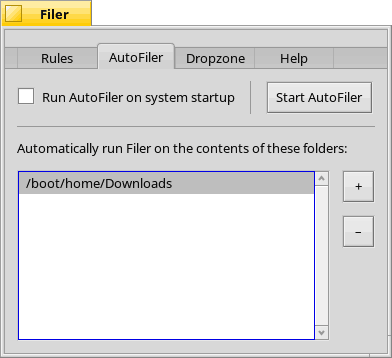 Filer
Rules AutoFiler Dropzone Help
Run AutoFiler on system startup Start AutoFiler
Automatically run Filer on the contents of these folders:
/boot/home/Downloads +
–